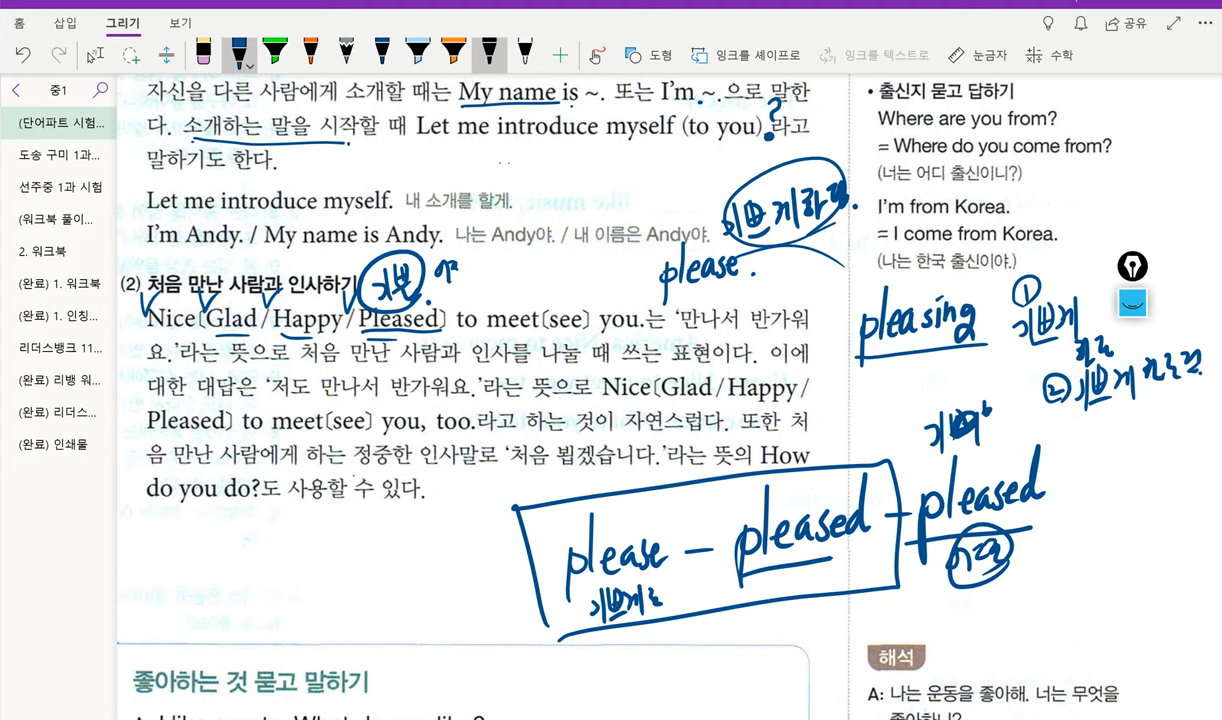 홈 삽입 그리기 보기
공유
도형 잉크를 셰이프로 잉크를 텍스트로 눈금자 수학
중1
(단어파트 시험...
도송 구미 1과...
선주중 1과 시험
(워크북 풀이...
2. 워크북
(완료) 1. 워크북
(완료) 1. 인칭...
리더스뱅크 11...
(완료) 리뱅 워...
(완료) 리더스...
(완료) 인쇄물
자신을 다른 사람에게 소개할 때는 My name is ~. 또는 I'm ~.으로 말한
다. 소개하는 말을 시작할 때 Let me introduce myself (to you).라고
?
말하기도 한다.
Let me introduce myself. 내 소개를 할게.
I'm Andy. / My name is Andy. 나는 Andy야. / 내 이름은 Andy야.
please.
(2) 처음 만난 사람과 인사하기
기쁜
Nice(Glad/Happy/Pleased) to meet(see) you.는 '만나서 반가워
요.'라는 뜻으로 처음 만난 사람과 인사를 나눌 때 쓰는 표현이다. 이에
대한 대답은 '저도 만나서 반가워요.'라는 뜻으로 Nice(Glad/Happy/
Pleased) to meet(see) you, too.라고 하는 것이 자연스럽다. 또한 처
음 만난 사람에게 하는 정중한 인사말로 '처음 뵙겠습니다.'라는 뜻의 How
do you do?도 사용할 수 있다.
please - pleased - pleased
좋아하는 것 묻고 말하기
• 출신지 묻고 답하기
Where are you from?
= Where do you come from?
(너는 어디 출신이니?)
I'm from Korea.
= I come from Korea.
(나는 한국 출신이야.)
pleasing
① 기쁘게
해석
A: 나는 운동을 좋아해. 너는 무엇을
좋아하니?